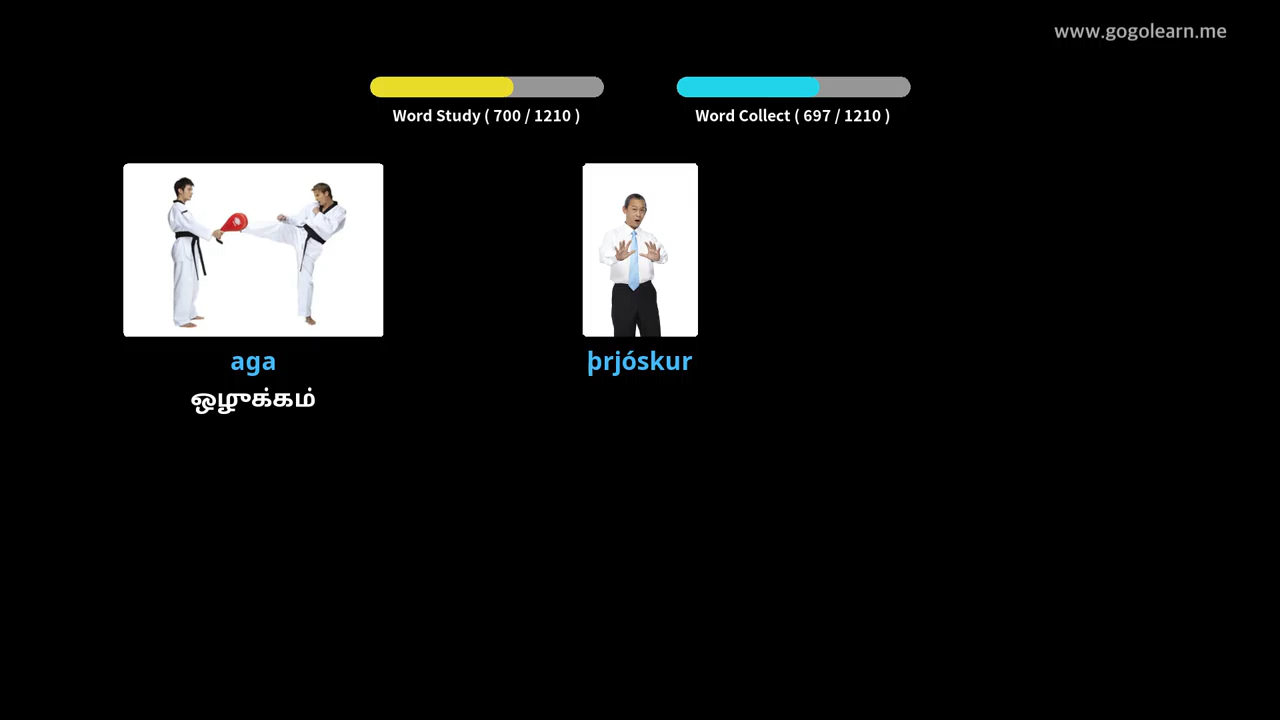 www.gogolearn.me
Word Study ( 700 / 1210 )
Word Collect ( 697 / 1210 )
aga
ஒழுக்கம்
þrjóskur